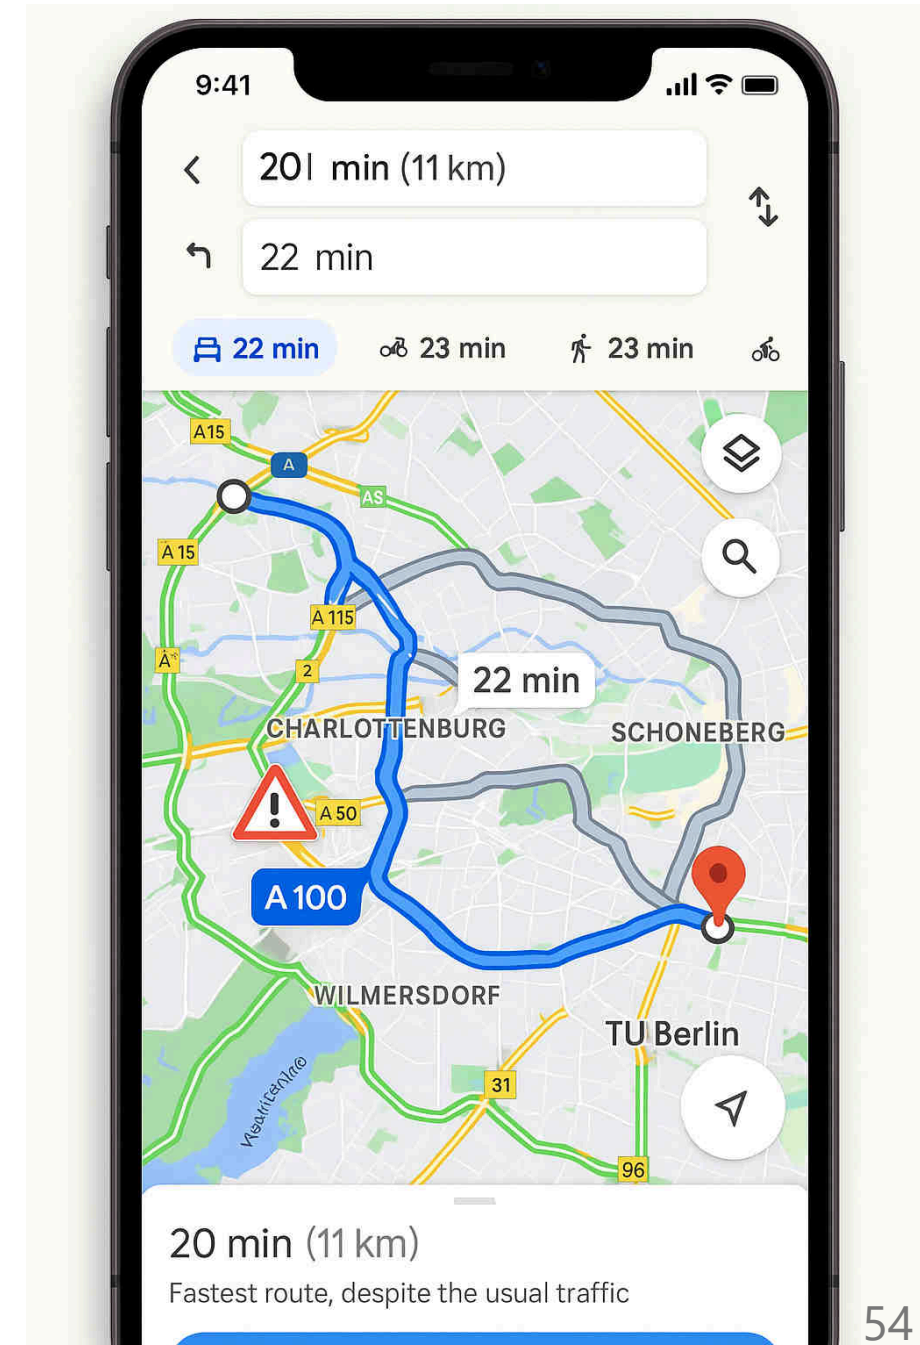 9:41
20| min (11 km)
22 min
22 min
23 min
23 min
A15
A
AS
A 15
A 115
A
2
22 min
CHARLOTTENBURG
SCHONEBERG
A 50
A 100
WILMERSDORF
TU Berlin
31
96
20 min (11 km)
Fastest route, despite the usual traffic
54